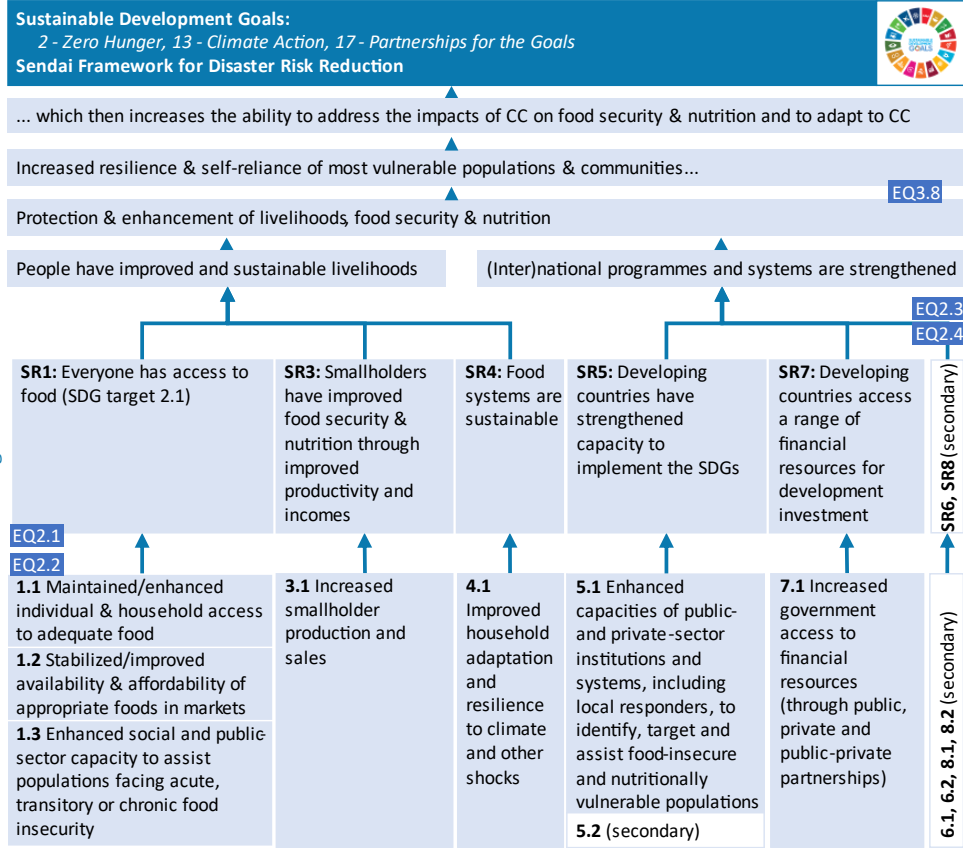 Sustainable Development Goals:
2 - Zero Hunger, 13 - Climate Action, 17 - Partnerships for the Goals
Sendai Framework for Disaster Risk Reduction
SUSTAINABLE DEVELOPMENT
GOALS
... which then increases the ability to address the impacts of CC on food security & nutrition and to adapt to CC
Increased resilience & self-reliance of most vulnerable populations & communities...
EQ3.8
Protection & enhancement of livelihoods, food security & nutrition
People have improved and sustainable livelihoods
(Inter)national programmes and systems are strengthened
EQ2.3
EQ2.4
SR1: Everyone has access to
food (SDG target 2.1)
SR3: Smallholders
have improved
food security &
nutrition through
improved
productivity and
incomes
SR4: Food
systems are
sustainable
SR5: Developing
countries have
strengthened
capacity to
implement the SDGs
SR7: Developing
countries access
a range of
financial
resources for
development
investment
SR6, SR8 (secondary)
EQ2.1
EQ2.2
1.1 Maintained/enhanced
individual & household access
to adequate food
1.2 Stabilized/improved
availability & affordability of
appropriate foods in markets
1.3 Enhanced social and public-
sector capacity to assist
populations facing acute,
transitory or chronic food
insecurity
3.1 Increased
smallholder
production and
sales
4.1
Improved
household
adaptation
and
resilience
to climate
and other
shocks
5.1 Enhanced
capacities of public-
and private-sector
institutions and
systems, including
local responders, to
identify, target and
assist food-insecure
and nutritionally
vulnerable populations
5.2 (secondary)
7.1 Increased
government
access to
financial
resources
(through public,
private and
public-private
partnerships)
6.1, 6.2, 8.1, 8.2 (secondary)